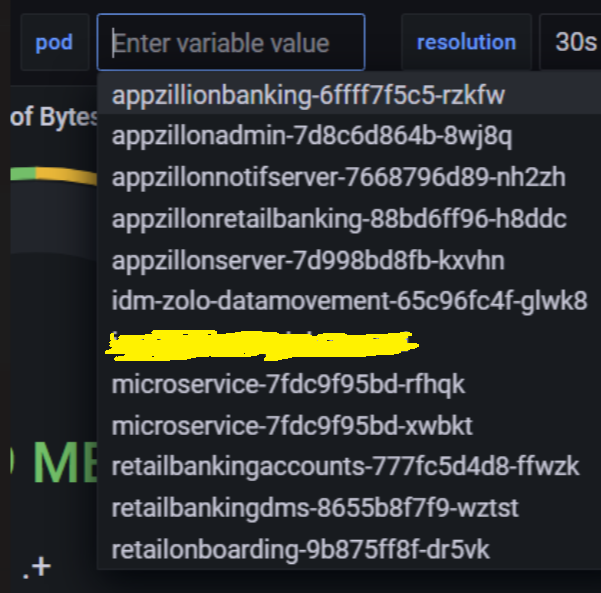 pod
Enter variable value
resolution
30s
of Bytes
appzillionbanking-6ffff7f5c5-rzkfw
appzillonadmin-7d8c6d864b-8wj8q
appzillonnotifserver-7668796d89-nh2zh
appzillonretailbanking-88bd6ff96-h8ddc
appzillonserver-7d998bd8fb-kxvhn
idm-zolo-datamovement-65c96fc4f-glwk8
microservice-7fdc9f95bd-rfhqk
microservice-7fdc9f95bd-xwbkt
retailbankingaccounts-777fc5d4d8-ffwzk
retailbankingdms-8655b8f7f9-wztst
retailonboarding-9b875ff8f-dr5vk
.+